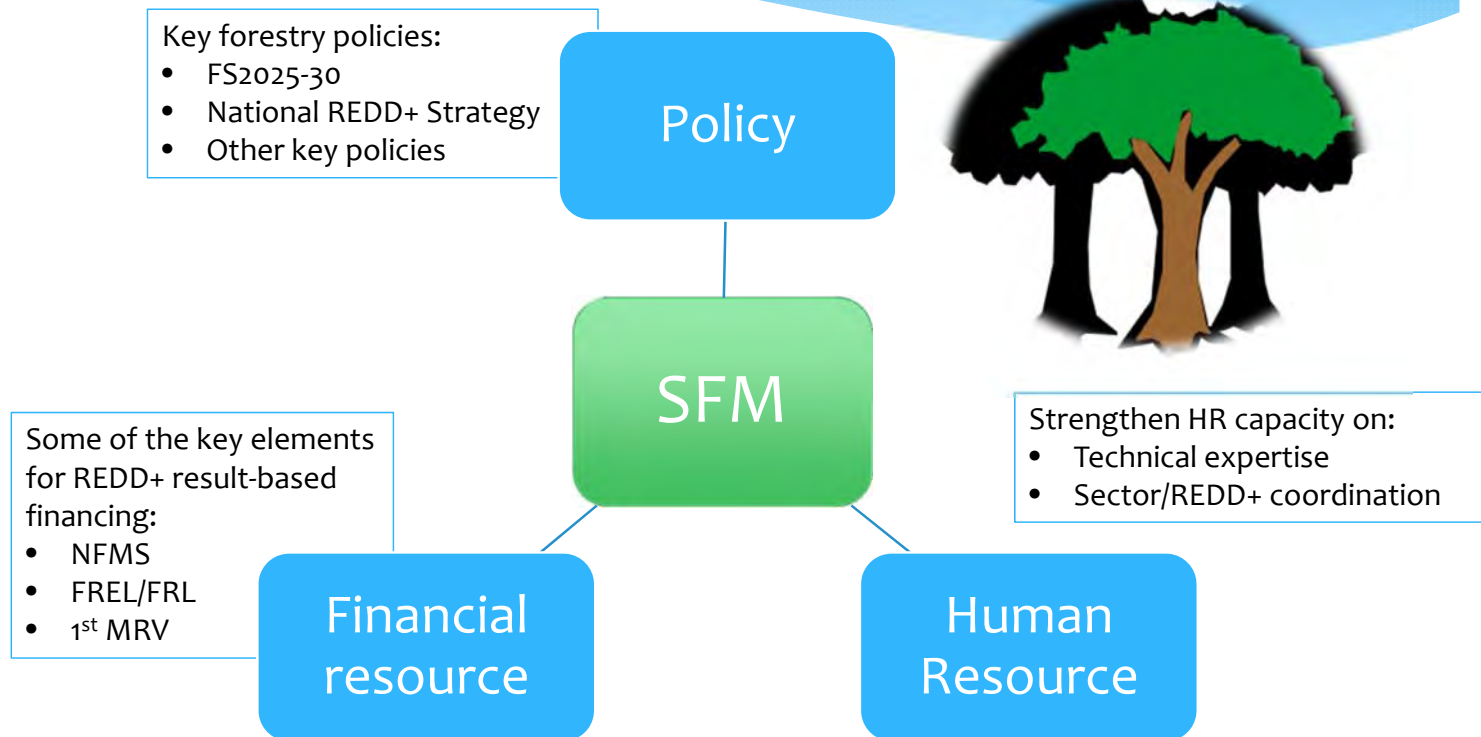 Key forestry policies:
• FS2025-30
• National REDD+ Strategy
• Other key policies
Policy
SFM
Some of the key elements
for REDD+ result-based
financing:
• NFMS
• FREL/FRL
• 1st MRV
Financial
resource
Strengthen HR capacity on:
• Technical expertise
• Sector/REDD+ coordination
Human
Resource